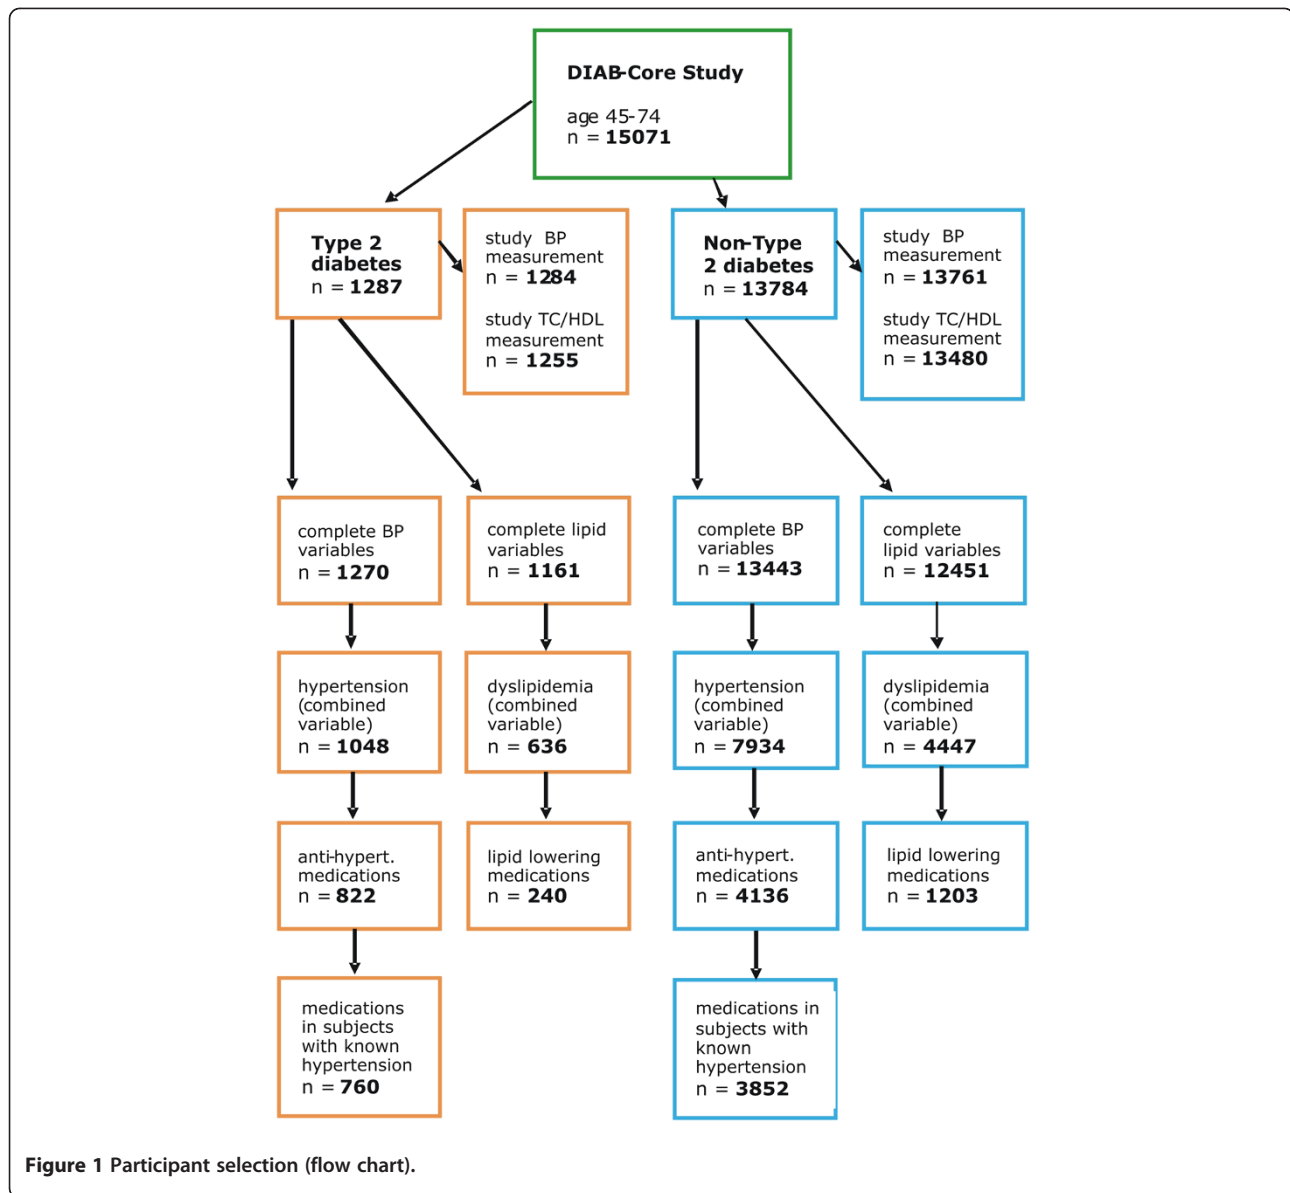 DIAB-Core Study
age 45-74
n = 15071
Type 2
diabetes
n = 1287
study BP
measurement
n = 1284
study TC/HDL
measurement
n = 1255
Non-Type
2 diabetes
n = 13784
study BP
measurement
n = 13761
study TC/HDL
measurement
n = 13480
complete BP
variables
n = 1270
complete lipid
variables
n = 1161
complete BP
variables
n = 13443
complete
lipid variables
n = 12451
hypertension
(combined
variable)
n = 1048
dyslipidemia
(combined
variable)
n = 636
hypertension
(combined
variable)
n = 7934
dyslipidemia
(combined
variable)
n = 4447
anti-hypert.
medications
n = 822
lipid lowering
medications
n = 240
anti-hypert.
medications
n = 4136
lipid lowering
medications
n = 1203
medications
in subjects
with known
hypertension
n = 760
medications in
subjects with
known
hypertension
n = 3852
Figure 1 Participant selection (flow chart).